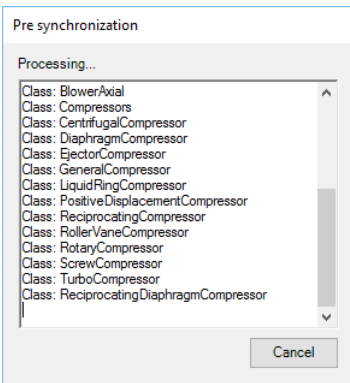 Pre synchronization
Processing...
Class: BlowerAxial
Class: Compressors
Class: CentrifugalCompressor
Class: DiaphragmCompressor
Class: EjectorCompressor
Class: GeneralCompressor
Class: LiquidRingCompressor
Class: PositiveDisplacementCompressor
Class: ReciprocatingCompressor
Class: RollerVaneCompressor
Class: RotaryCompressor
Class: ScrewCompressor
Class: TurboCompressor
Class: ReciprocatingDiaphragmCompressor
Cancel